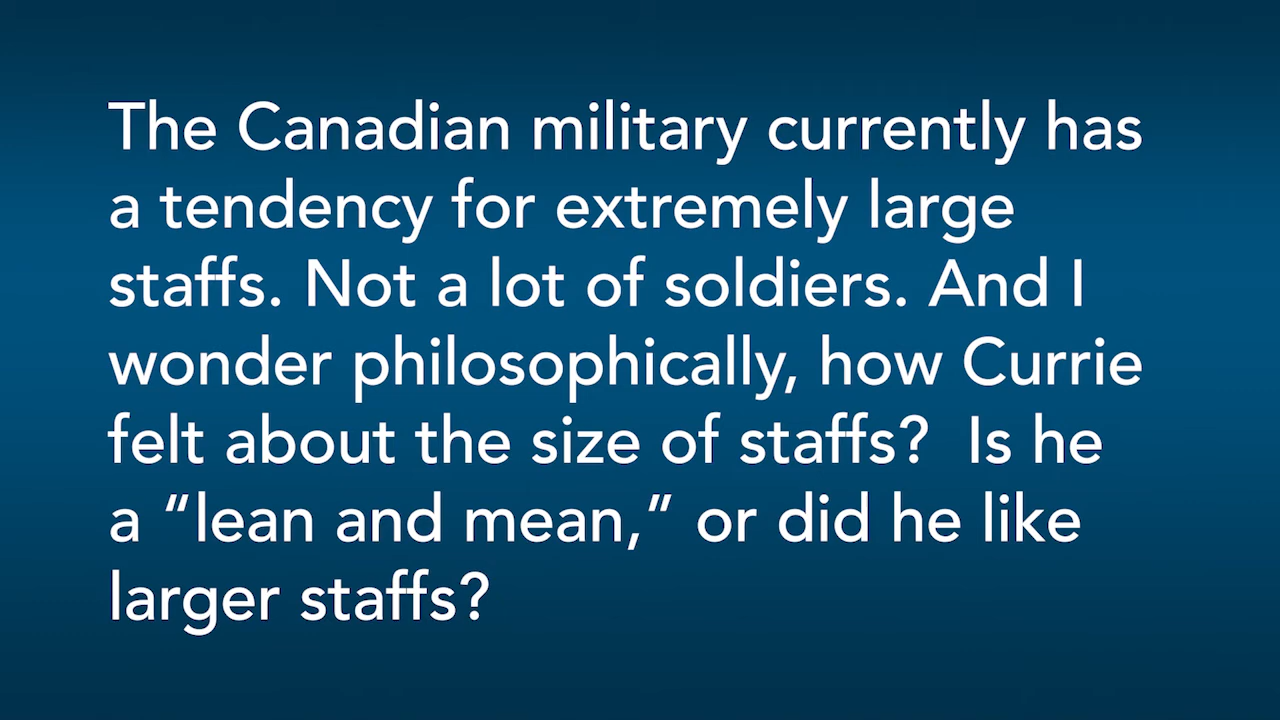 The Canadian military currently has
a tendency for extremely large
staffs. Not a lot of soldiers. And I
wonder philosophically, how Currie
felt about the size of staffs?  Is he
a “lean and mean,” or did he like
larger staffs?